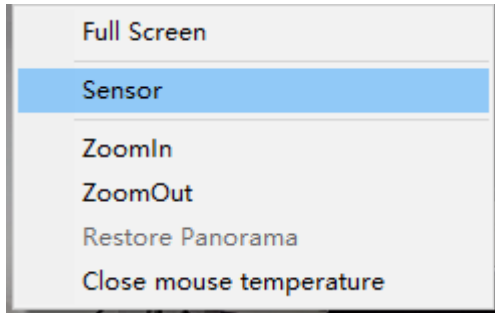 Full Screen
Sensor
ZoomIn
ZoomOut
Restore Panorama
Close mouse temperature